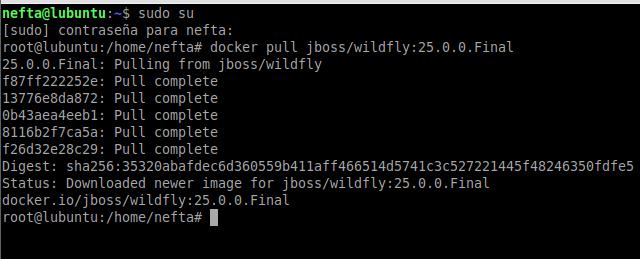 nefta@lubuntu:~$ sudo su
[sudo] contraseña para nefta:
root@lubuntu:/home/nefta# docker pull jboss/wildfly:25.0.0.Final
25.0.0.Final: Pulling from jboss/wildfly
f87ff222252e: Pull complete
13776e8da872: Pull complete
0b43aea4eeb1: Pull complete
8116b2f7ca5a: Pull complete
f26d32e28c29: Pull complete
Digest: sha256:35320abafdec6d360559b411aff466514d5741c3c527221445f48246350fdfe5
Status: Downloaded newer image for jboss/wildfly:25.0.0.Final
docker.io/jboss/wildfly:25.0.0.Final
root@lubuntu:/home/nefta#